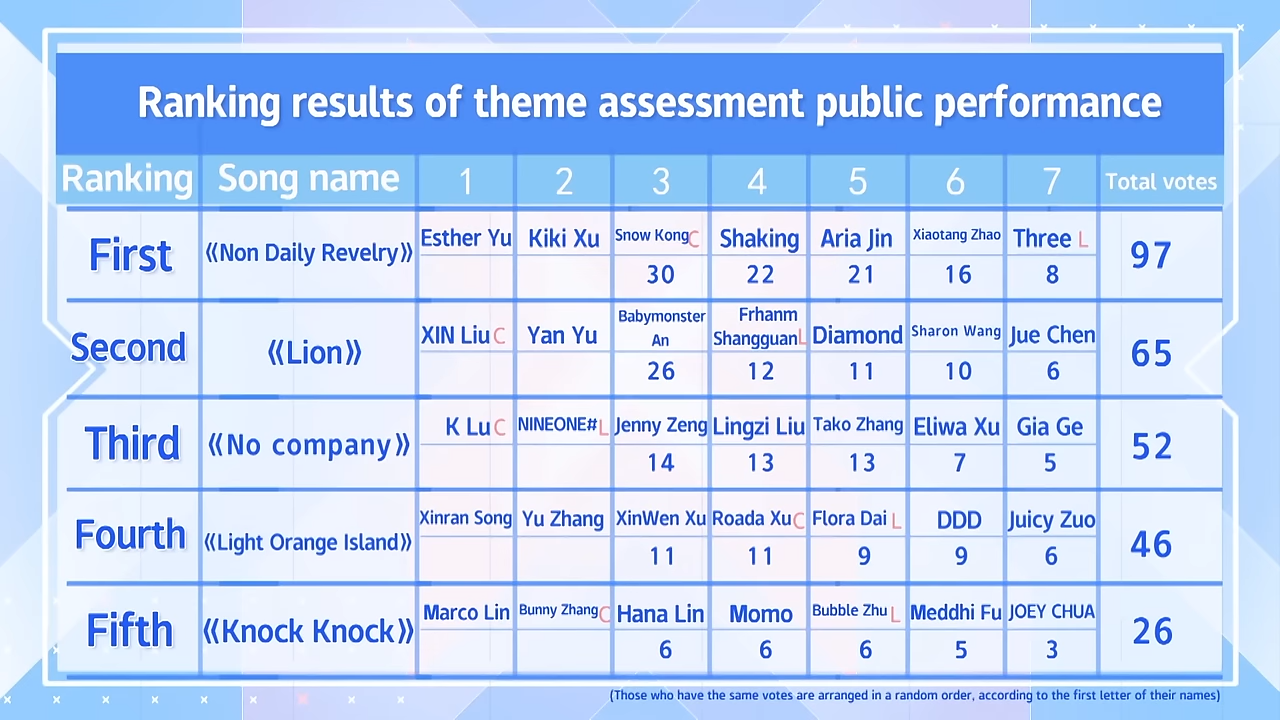 Ranking results of theme assessment public performance
Ranking Song name 1 2 3 4 5 6 7 Total votes
First 《Non Daily Revelry》 Esther Yu Kiki Xu Snow Kong C Shaking Aria Jin Xiaotang Zhao Three L 97
30 22 21 16 8
Second 《Lion》 XIN Liu C Yan Yu Babymonster An Frhanm Shangguan L Diamond Sharon Wang Jue Chen 65
26 12 11 10 6
Third 《No company》 K Lu C NINEONE# L Jenny Zeng Lingzi Liu Tako Zhang Eliwa Xu Gia Ge 52
14 13 13 7 5
Fourth 《Light Orange Island》 Xinran Song Yu Zhang XinWen Xu Roada Xu C Flora Dai L DDD Juicy Zuo 46
11 11 9 9 6
Fifth 《Knock Knock》 Marco Lin Bunny Zhang C Hana Lin Momo Bubble Zhu L Meddhi Fu JOEY CHUA 26
6 6 6 5 3
(Those who have the same votes are arranged in a random order, according to the first letter of their names)